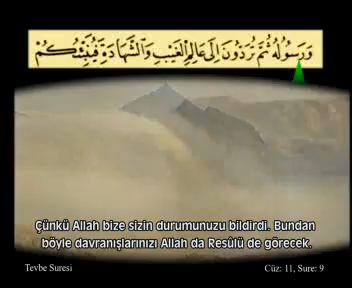 وَرَسُولُهُ ثُمَّ تُرَدُّونَ إِلَى عَالِمِ الْغَيْبِ وَالشَّهَادَةِ فَيُنَبِّئُكُمْ
Çünkü Allah bize sizin durumunuzu bildirdi. Bundan
böyle davranışlarınızı Allah da Resûlü de görecek.
Tevbe Suresi
Cüz: 11, Sure: 9